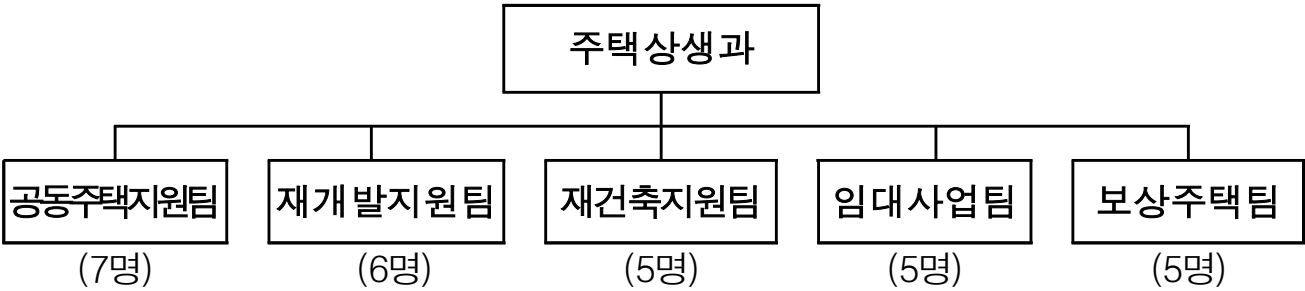 주택상생과
공동주택지원팀 재개발지원팀 재건축지원팀 임대사업팀 보상주택팀
(7명) (6명) (5명) (5명) (5명)